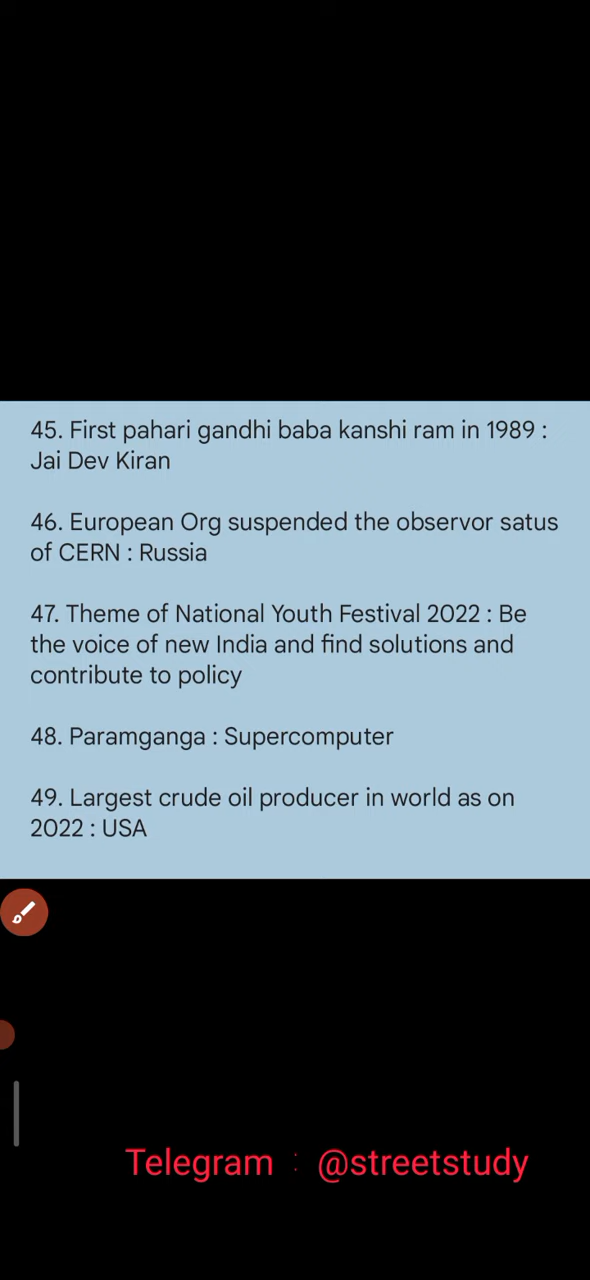 45. First pahari gandhi baba kanshi ram in 1989 :
Jai Dev Kiran
46. European Org suspended the observor satus
of CERN : Russia
47. Theme of National Youth Festival 2022 : Be
the voice of new India and find solutions and
contribute to policy
48. Paramganga : Supercomputer
49. Largest crude oil producer in world as on
2022 : USA
Telegram : @streetstudy